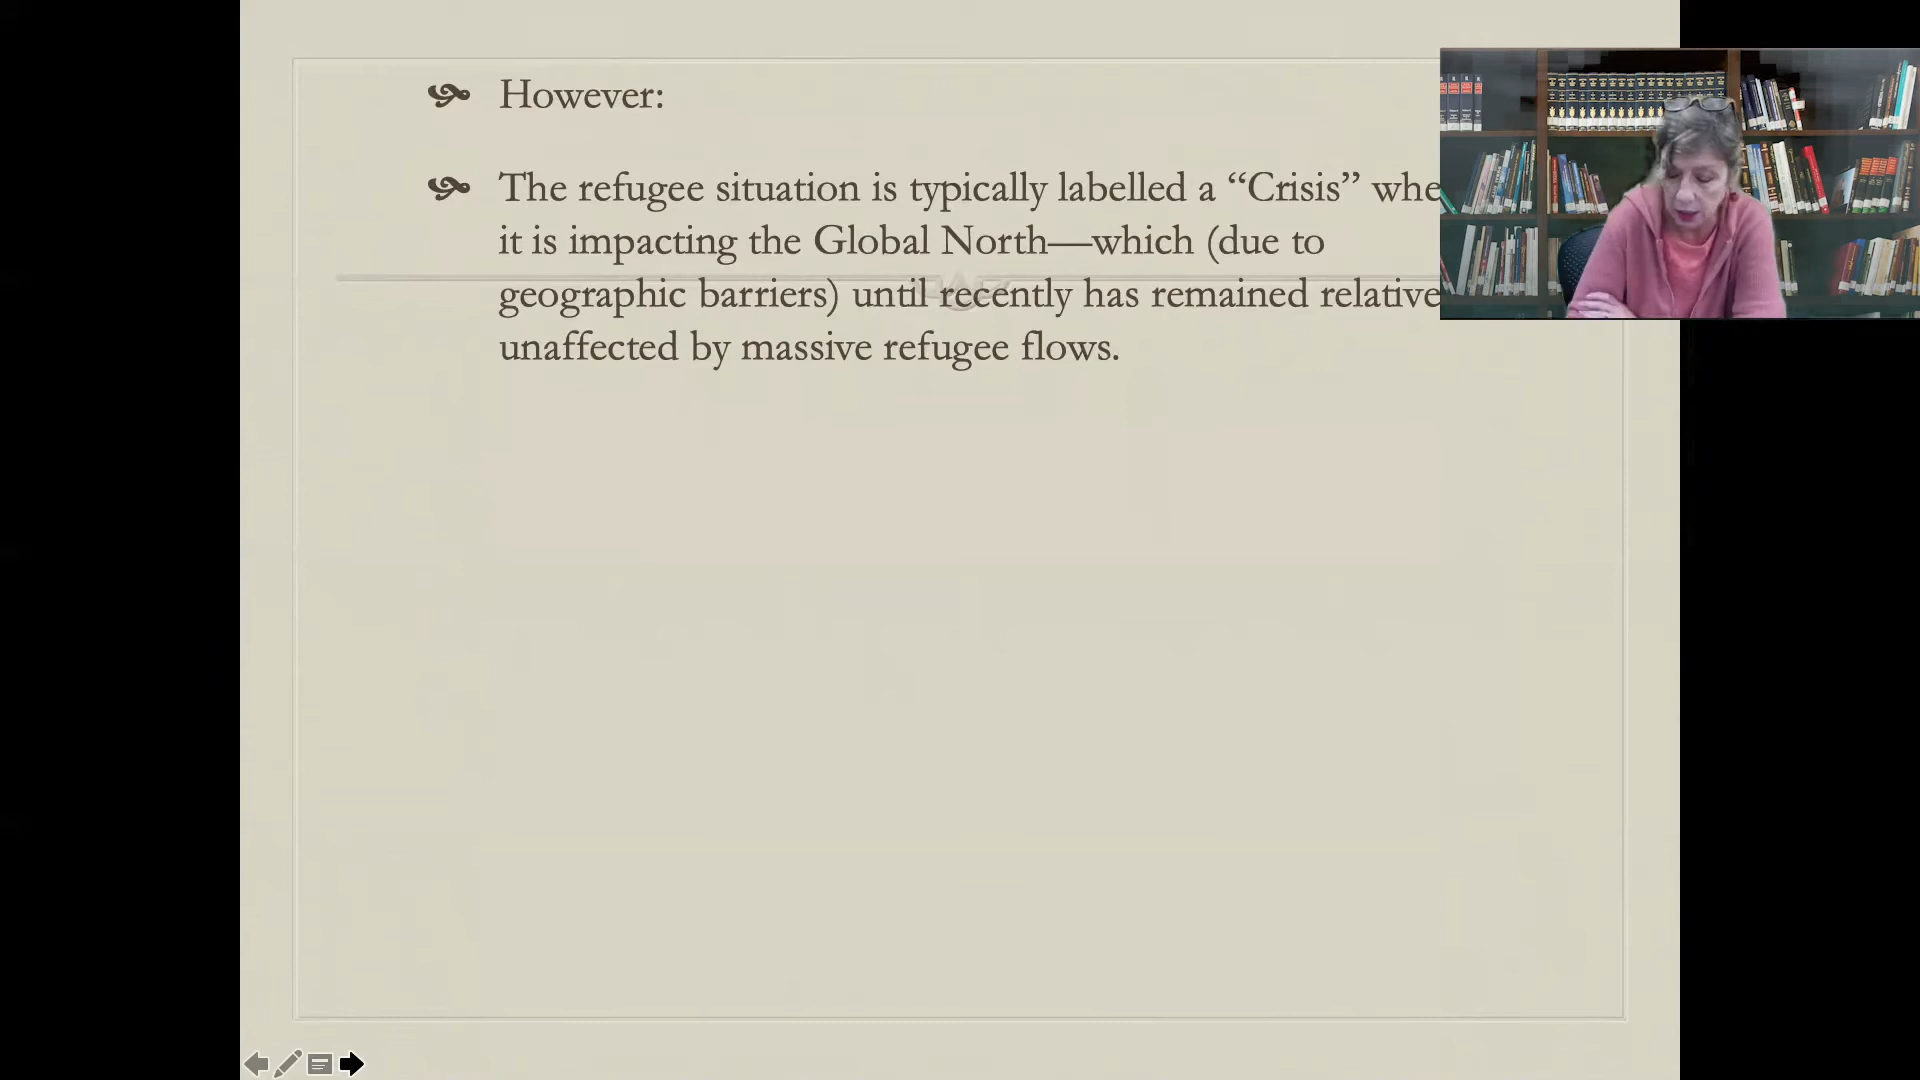 However:
The refugee situation is typically labelled a “Crisis” whe
it is impacting the Global North—which (due to
geographic barriers) until recently has remained relative
unaffected by massive refugee flows.